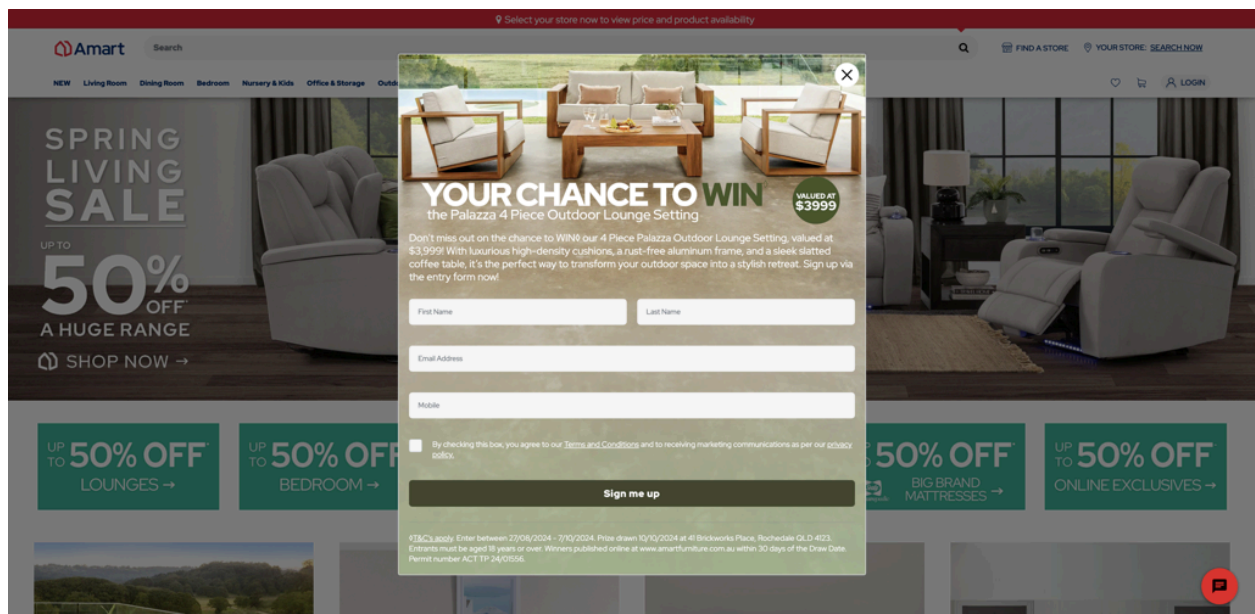 Select your store now to view price and product availability
Amart
Search
FIND A STORE
YOUR STORE: SEARCH NOW
NEW Living Room Dining Room Bedroom Nursery & Kids Office & Storage
LOGIN
SPRING
LIVING
SALE
UP TO
50%
OFF*
A HUGE RANGE
SHOP NOW →
YOUR CHANCE TO WIN
the Palazza 4 Piece Outdoor Lounge Setting
VALUED AT
$3999
Don't miss out on the chance to WIN◊ our 4 Piece Palazza Outdoor Lounge Setting, valued at
$3,999! With luxurious high-density cushions, a rust-free aluminum frame, and a sleek slatted
coffee table, it's the perfect way to transform your outdoor space into a stylish retreat. Sign up via
the entry form now!
First Name
Last Name
Email Address
Mobile
By checking this box, you agree to our Terms and Conditions and to receiving marketing communications as per our privacy
policy.
Sign me up
◊T&C's apply. Enter between 27/08/2024 - 7/10/2024. Prize drawn 10/10/2024 at 41 Brickworks Place, Rochedale QLD 4123.
Entrants must be aged 18 years or over. Winners published online at www.amartfurniture.com.au within 30 days of the Draw Date.
Permit number ACT TP 24/01556.
UP TO 50% OFF*
LOUNGES →
UP TO 50% OFF
BEDROOM →
50% OFF*
BIG BRAND
MATTRESSES →
UP TO 50% OFF*
ONLINE EXCLUSIVES →